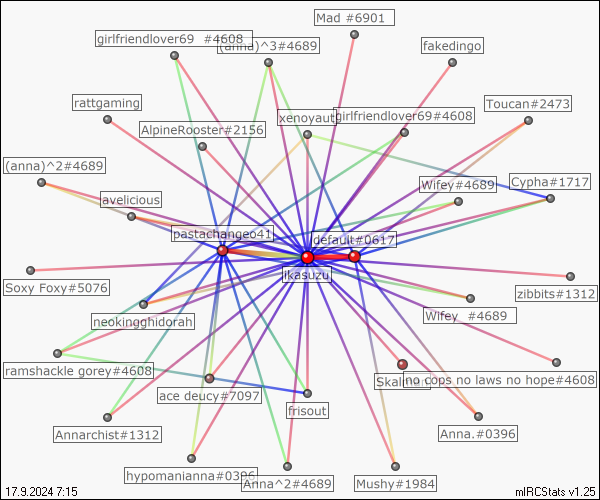 Mad #6901
girlfriendlover69 #4608
(anna)^3#4689
fakedingo
rattgaming
Toucan#2473
xenoyaut
girlfriendlover69#4608
AlpineRooster#2156
(anna)^2#4689
Wifey#4689
Cypha#1717
avelicious
pastachange041
default#0617
ikasuzu
Soxy Foxy#5076
zibbits#1312
neokingghidorah
Wifey #4689
ramshackle gorey#4608
no cops no laws no hope#4608
ace deucy#7097
frisout
Annarchist#1312
Anna.#0396
hypomanianna#0396
Anna^2#4689
Mushy#1984
17.9.2024 7:15
mIRCStats v1.25